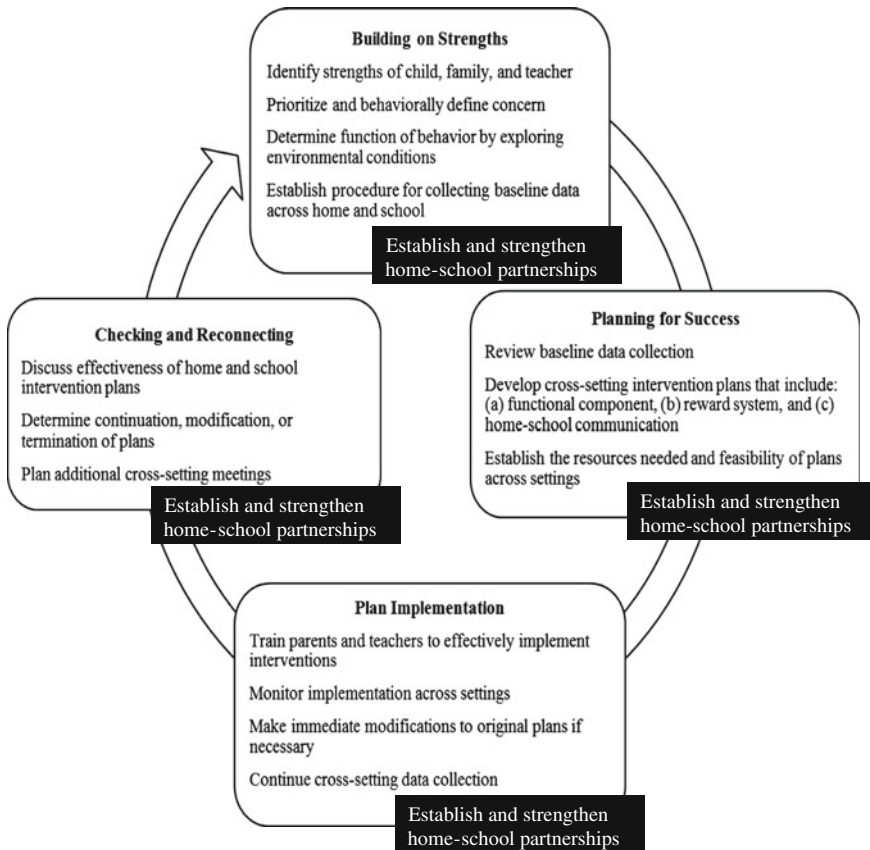 Building on Strengths
Identify strengths of child, family, and teacher
Prioritize and behaviorally define concern
Determine function of behavior by exploring
environmental conditions
Establish procedure for collecting baseline data
across home and school
Establish and strengthen
home-school partnerships
Planning for Success
Review baseline data collection
Develop cross-setting intervention plans that include:
(a) functional component, (b) reward system, and (c)
home-school communication
Establish the resources needed and feasibility of plans
across settings
Establish and strengthen
home-school partnerships
Plan Implementation
Train parents and teachers to effectively implement
interventions
Monitor implementation across settings
Make immediate modifications to original plans if
necessary
Continue cross-setting data collection
Establish and strengthen
home-school partnerships
Checking and Reconnecting
Discuss effectiveness of home and school
intervention plans
Determine continuation, modification, or
termination of plans
Plan additional cross-setting meetings
Establish and strengthen
home-school partnerships